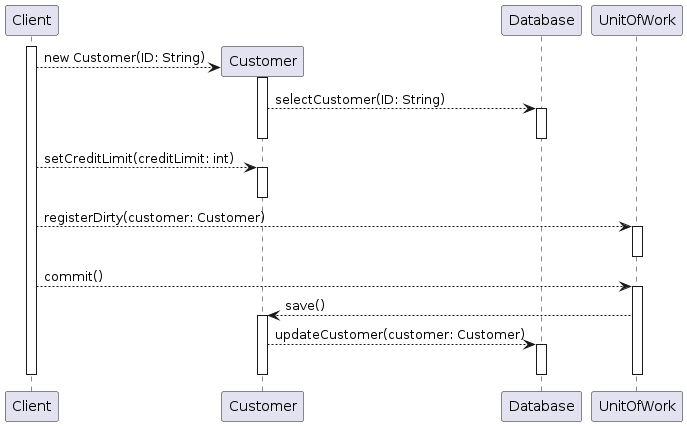 Client
Database
UnitOfWork
new Customer(ID: String)
Customer
selectCustomer(ID: String)
setCreditLimit(creditLimit: int)
registerDirty(customer: Customer)
commit()
save()
updateCustomer(customer: Customer)
Client
Customer
Database
UnitOfWork